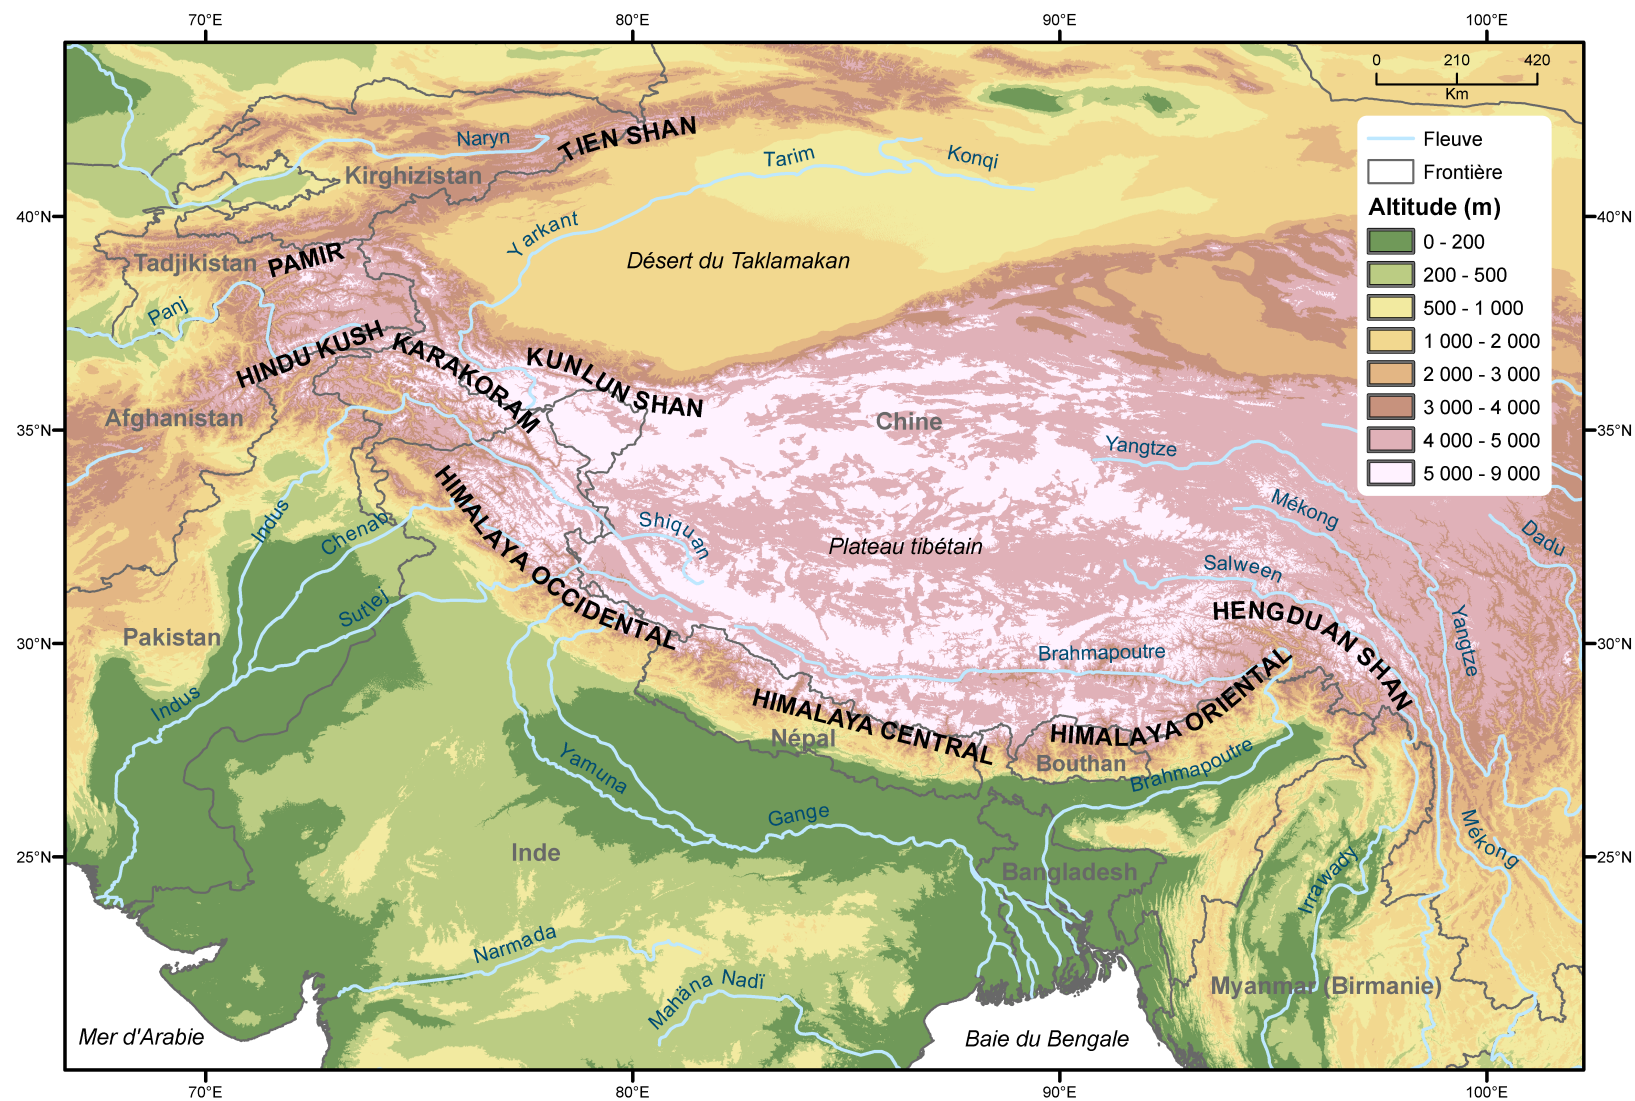 70°E
80°E
90°E
100°E
0
210
420
Km
Fleuve
Frontière
Altitude (m)
0 - 200
200 - 500
500 - 1 000
1 000 - 2 000
2 000 - 3 000
3 000 - 4 000
4 000 - 5 000
5 000 - 9 000
Naryn
TIEN SHAN
Tarim
Konqi
Kirghizistan
40°N
40°N
Yarkant
Désert du Taklamakan
PAMIR
Tadjikistan
Panj
HINDU KUSH
KARAKORAM
KUNLUN SHAN
Afghanistan
Chine
35°N
35°N
Yangtze
Mékong
Dadu
Indus
Chenab
HIMALAYA OCCIDENTAL
Shiquan
Plateau tibétain
Salween
Sutlej
HENGDUAN SHAN
Yangtze
Pakistan
30°N
30°N
Brahmapoutre
Indus
HIMALAYA CENTRAL
HIMALAYA ORIENTAL
Népal
Bouthan
Brahmapoutre
Yamuna
Gange
Mékong
Inde
25°N
25°N
Bangladesh
Irrawady
Narmada
Mahäna Nadï
Myanmar (Birmanie)
Mer d'Arabie
Baie du Bengale
70°E
80°E
90°E
100°E